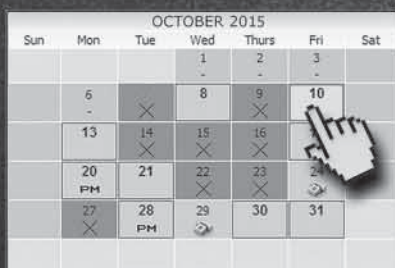 OCTOBER 2015
Sun Mon Tue Wed Thurs Fri Sat
1 2 3
- - -
6 8 9 10
-
13 14 15 16
20 21 22 23 24
PM
27 28 29 30 31
PM